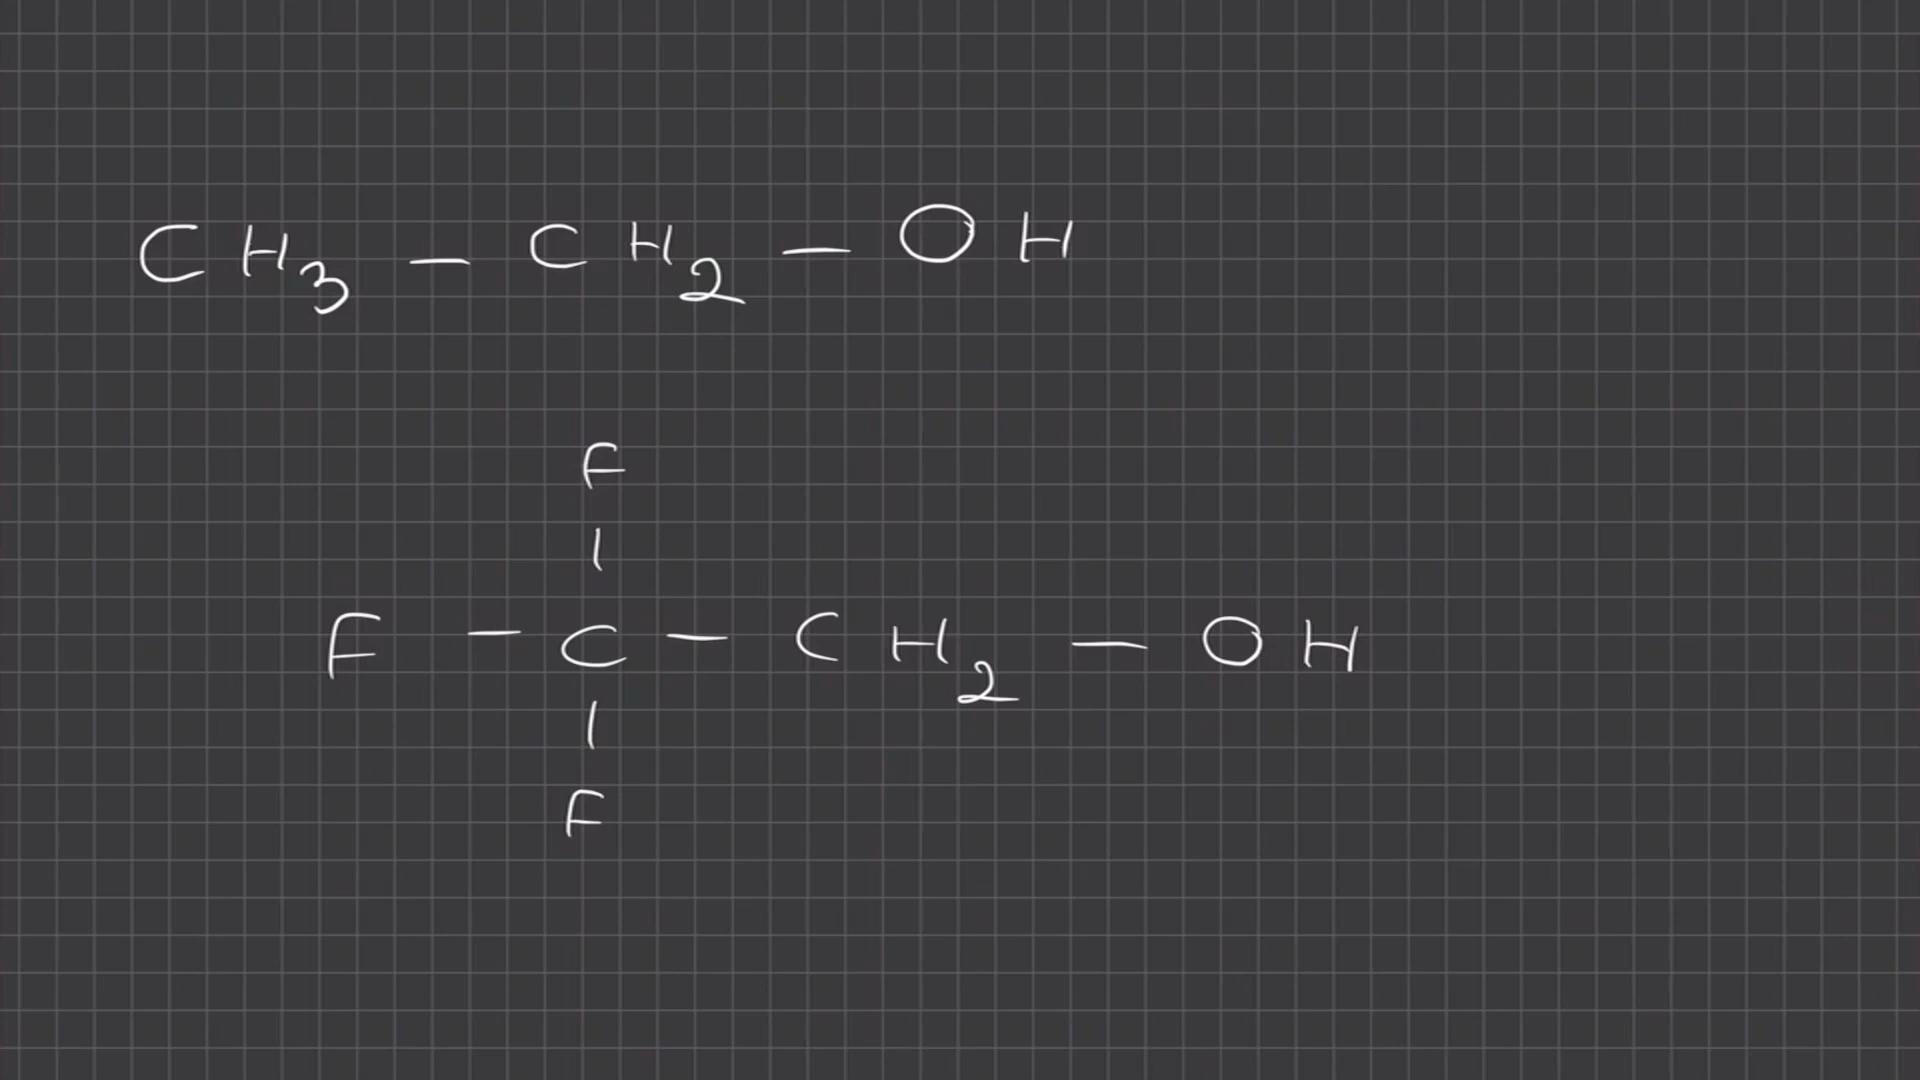 CH₃ – CH₂ – OH
F
|
F – C – CH₂ – OH
|
F